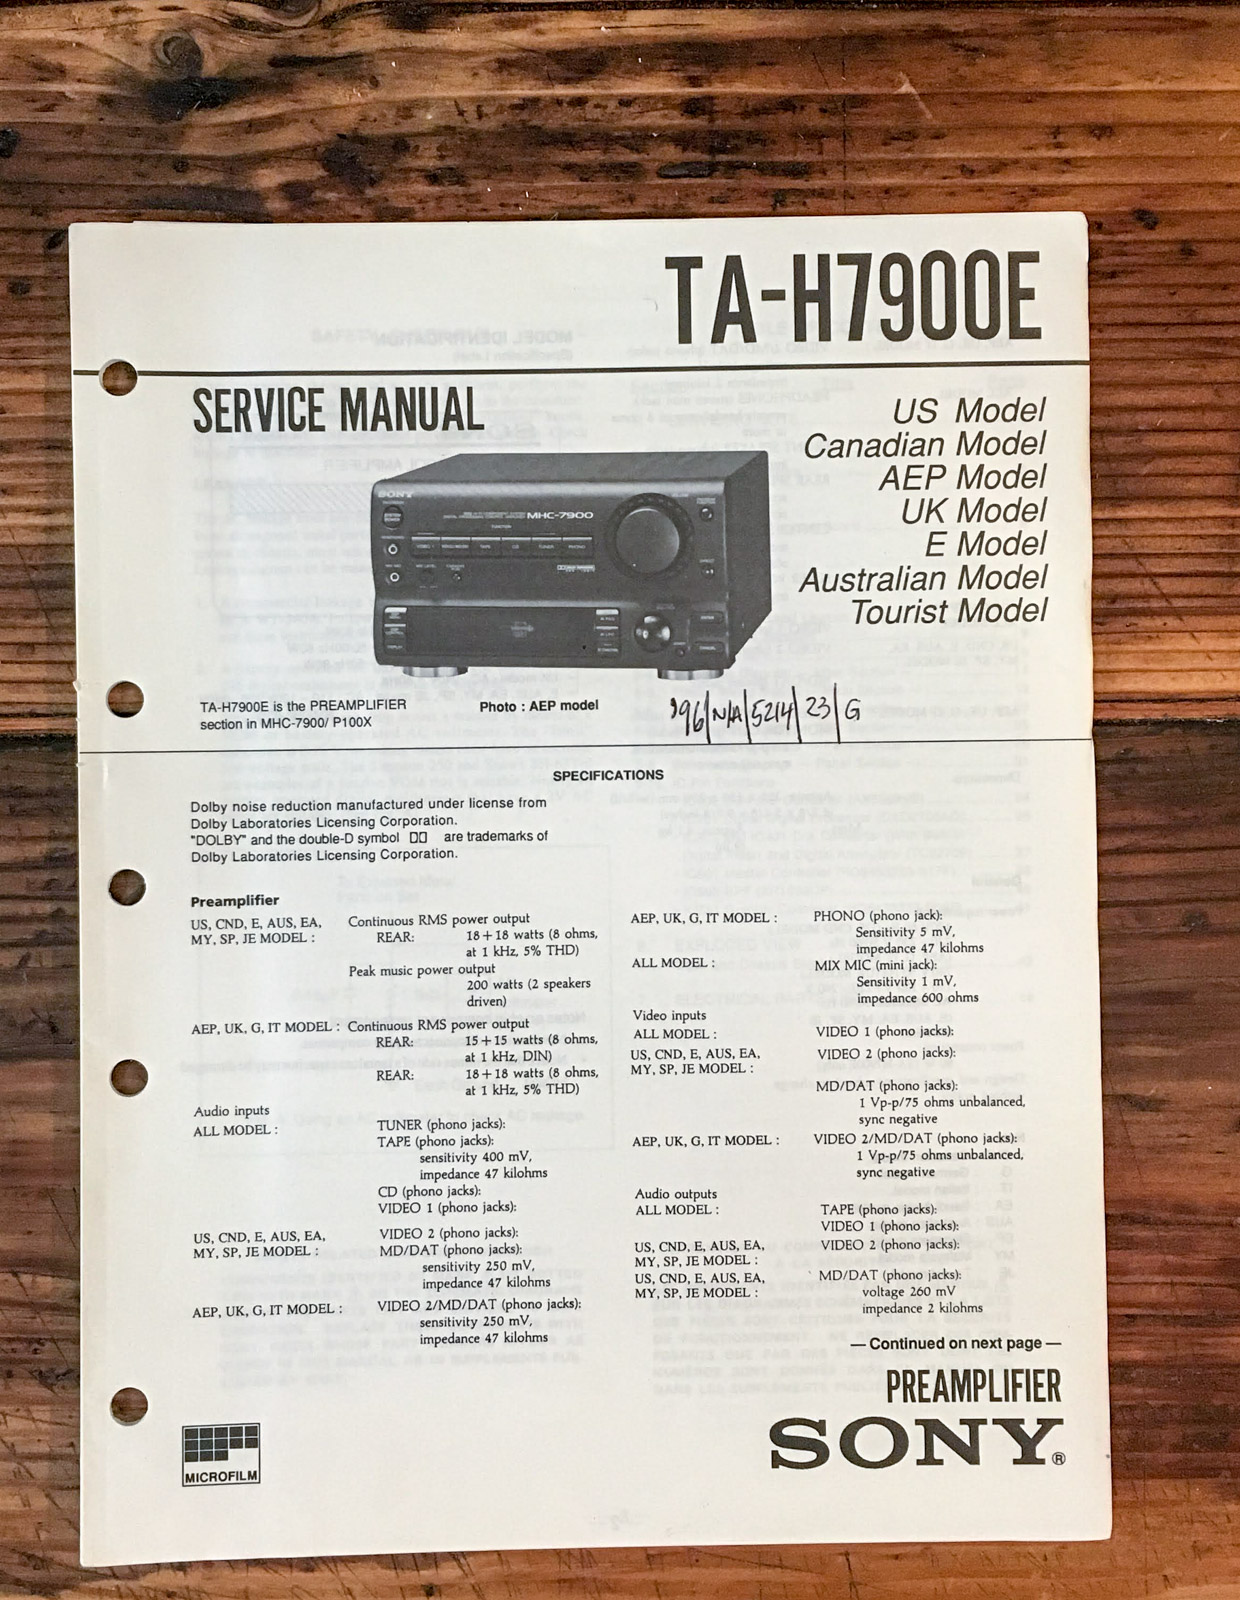 TA-H7900E
SERVICE MANUAL
US Model
Canadian Model
AEP Model
UK Model
E Model
Australian Model
Tourist Model
SONY
MHC-7900
FUNCTION
VIDEO 1
TAPE
CD
TUNER
PHONO
TA-H7900E is the PREAMPLIFIER
section in MHC-7900/ P100X
Photo : AEP model
'96/N/A/5214/23/G
SPECIFICATIONS
Dolby noise reduction manufactured under license from
Dolby Laboratories Licensing Corporation.
"DOLBY" and the double-D symbol are trademarks of
Dolby Laboratories Licensing Corporation.
Preamplifier
US, CND, E, AUS, EA,
MY, SP, JE MODEL :
Continuous RMS power output
REAR: 18+18 watts (8 ohms,
at 1 kHz, 5% THD)
Peak music power output
200 watts (2 speakers
driven)
AEP, UK, G, IT MODEL : Continuous RMS power output
REAR: 15+15 watts (8 ohms,
at 1 kHz, DIN)
REAR: 18+18 watts (8 ohms,
at 1 kHz, 5% THD)
Audio inputs
ALL MODEL :
TUNER (phono jacks):
TAPE (phono jacks):
sensitivity 400 mV,
impedance 47 kilohms
CD (phono jacks):
VIDEO 1 (phono jacks):
US, CND, E, AUS, EA,
MY, SP, JE MODEL :
VIDEO 2 (phono jacks):
MD/DAT (phono jacks):
sensitivity 250 mV,
impedance 47 kilohms
AEP, UK, G, IT MODEL : VIDEO 2/MD/DAT (phono jacks):
sensitivity 250 mV,
impedance 47 kilohms
AEP, UK, G, IT MODEL : PHONO (phono jack):
Sensitivity 5 mV,
impedance 47 kilohms
ALL MODEL : MIX MIC (mini jack):
Sensitivity 1 mV,
impedance 600 ohms
Video inputs
ALL MODEL : VIDEO 1 (phono jacks):
US, CND, E, AUS, EA,
MY, SP, JE MODEL :
VIDEO 2 (phono jacks):
MD/DAT (phono jacks):
1 Vp-p/75 ohms unbalanced,
sync negative
AEP, UK, G, IT MODEL : VIDEO 2/MD/DAT (phono jacks):
1 Vp-p/75 ohms unbalanced,
sync negative
Audio outputs
ALL MODEL : TAPE (phono jacks):
VIDEO 1 (phono jacks):
US, CND, E, AUS, EA,
MY, SP, JE MODEL :
VIDEO 2 (phono jacks):
US, CND, E, AUS, EA,
MY, SP, JE MODEL :
MD/DAT (phono jacks):
voltage 260 mV
impedance 2 kilohms
— Continued on next page —
PREAMPLIFIER
SONY®
MICROFILM